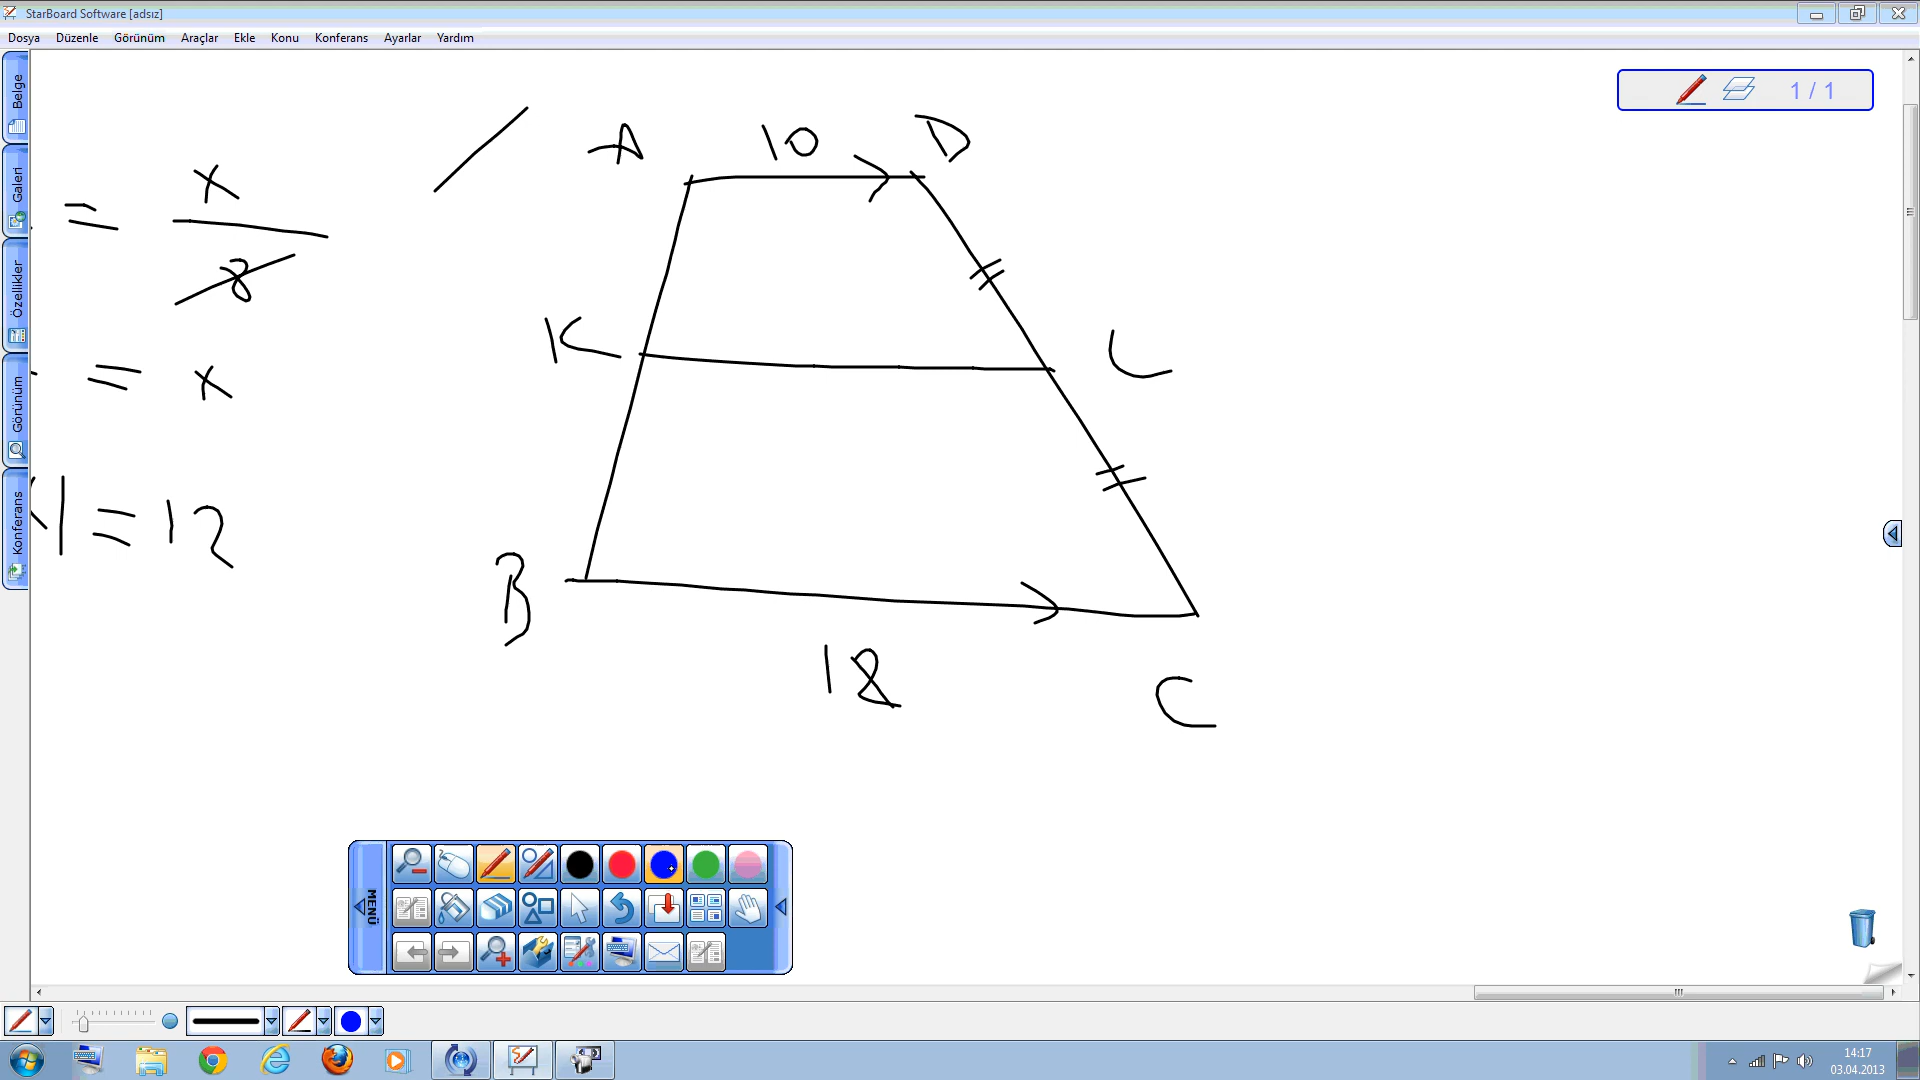 StarBoard Software [adsız]
Dosya Düzenle Görünüm Araçlar Ekle Konu Konferans Ayarlar Yardım
Belge
Galeri
Özellikler
Görünüm
Konferans
1 / 1
A 10 D
= x
8
K L
= x
= 12
B
18
C
MENÜ
14:17
03.04.2013